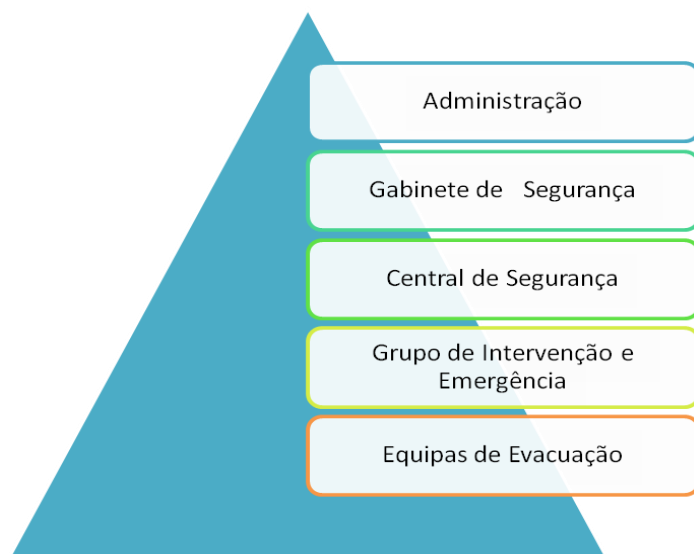 Administração
Gabinete de Segurança
Central de Segurança
Grupo de Intervenção e
Emergência
Equipas de Evacuação